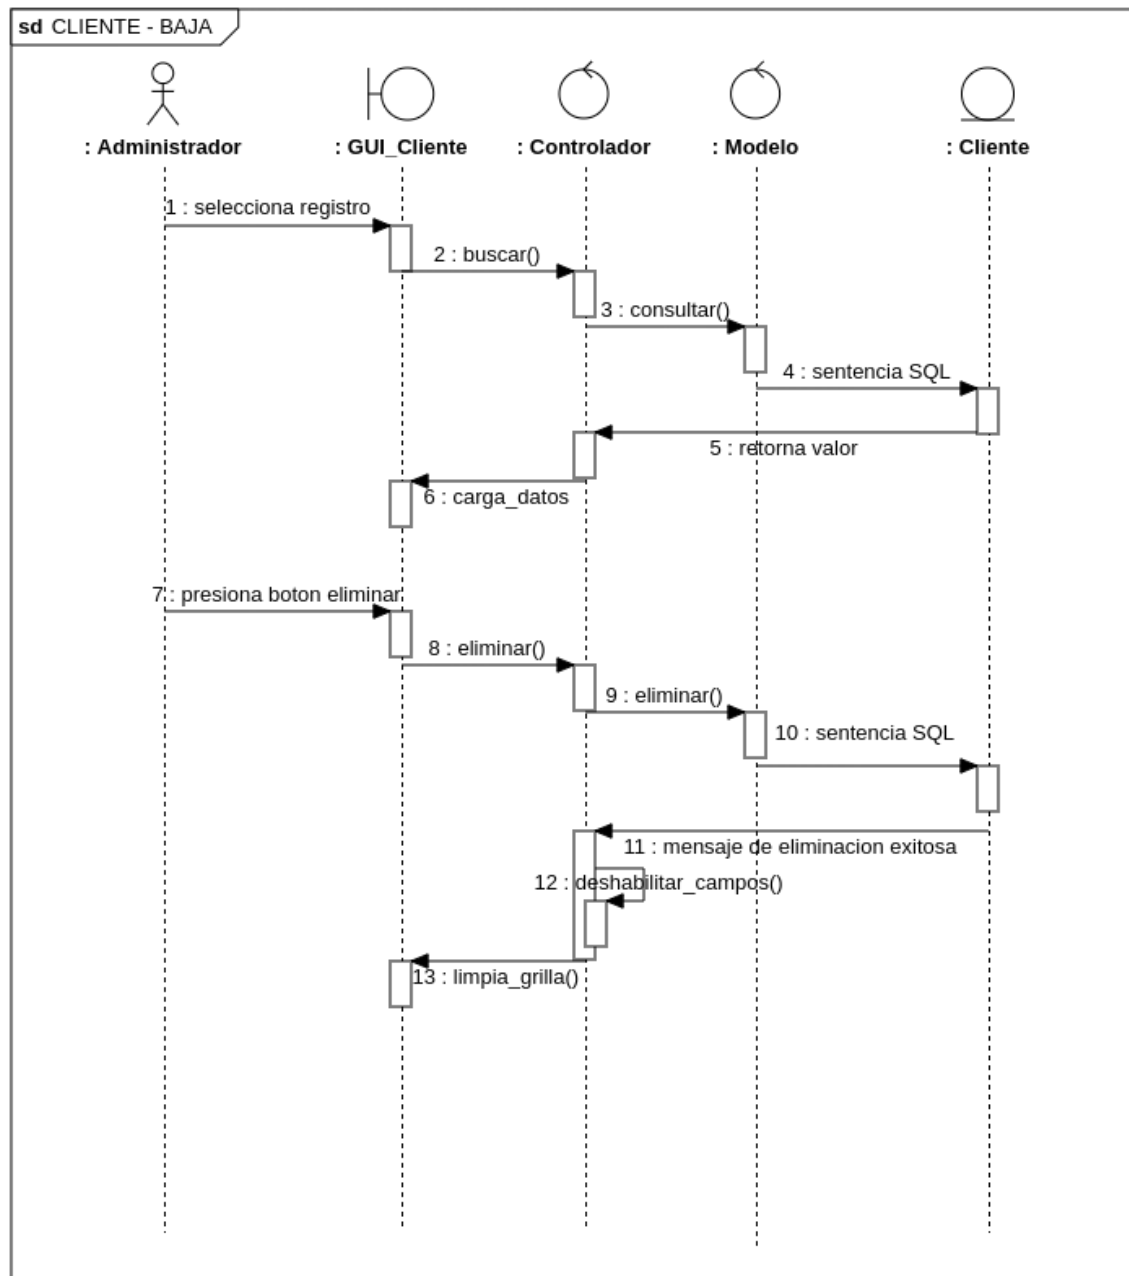 sd CLIENTE - BAJA
: Administrador
: GUI_Cliente
: Controlador
: Modelo
: Cliente
1 : selecciona registro
2 : buscar()
3 : consultar()
4 : sentencia SQL
5 : retorna valor
6 : carga_datos
7 : presiona boton eliminar
8 : eliminar()
9 : eliminar()
10 : sentencia SQL
11 : mensaje de eliminacion exitosa
12 : deshabilitar_campos()
13 : limpia_grilla()